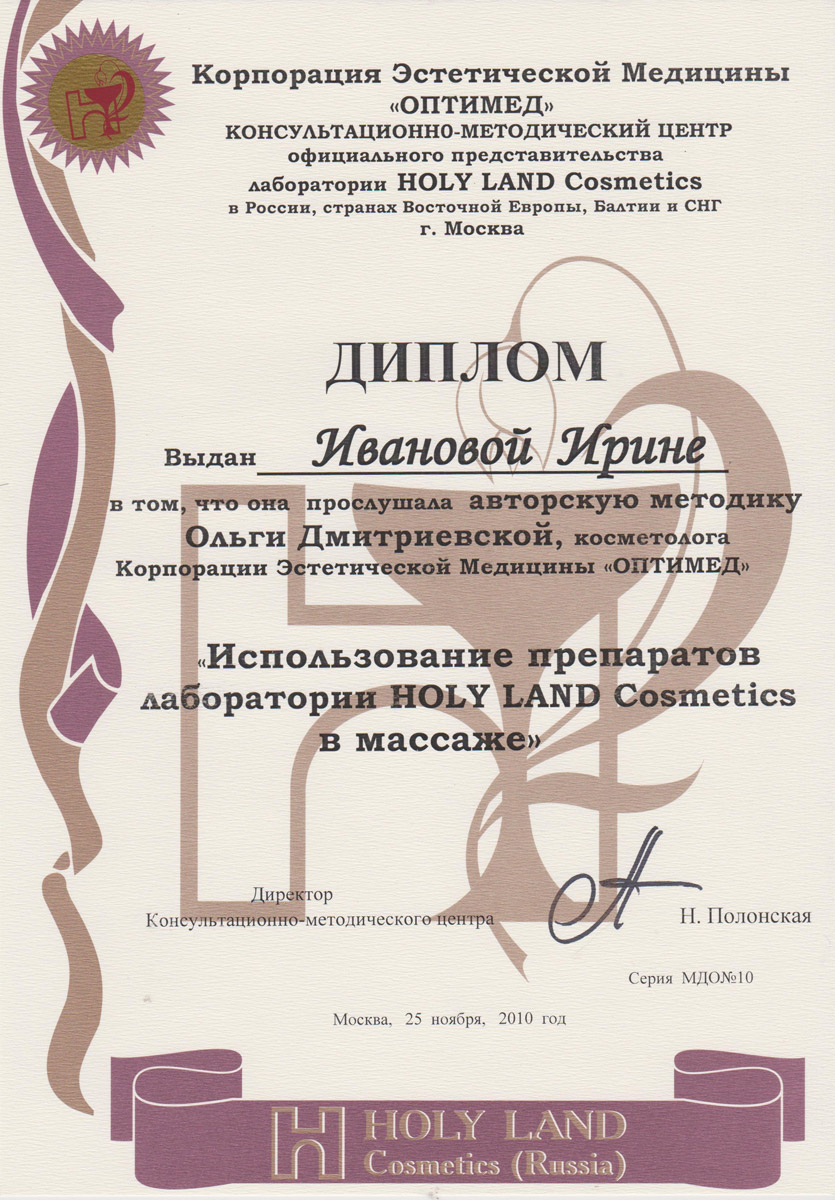 Корпорация Эстетической Медицины
«ОПТИМЕД»
КОНСУЛЬТАЦИОНН0-МЕТОДИЧЕСКИЙ ЦЕНТР
официального представительства
лаборатории HOLY LAND Cosmetics
в России, странах Восточной Европы, Балтии и СНГ
г. Москва
ДИПЛОМ
Выдан Ивановой Ирине
в том, что она прослушала авторскую методику
Ольги Дмитриевской, косметолога
Корпорации Эстетической Медицины «ОПТИМЕД»
«Использование препаратов
лаборатории HOLY LAND Cosmetics
в массаже»
Директор
Консультационно-методического центра
Н. Полонская
Серия МДО№10
Москва, 25 ноября, 2010 год
HOLY LAND
Cosmetics (Russia)